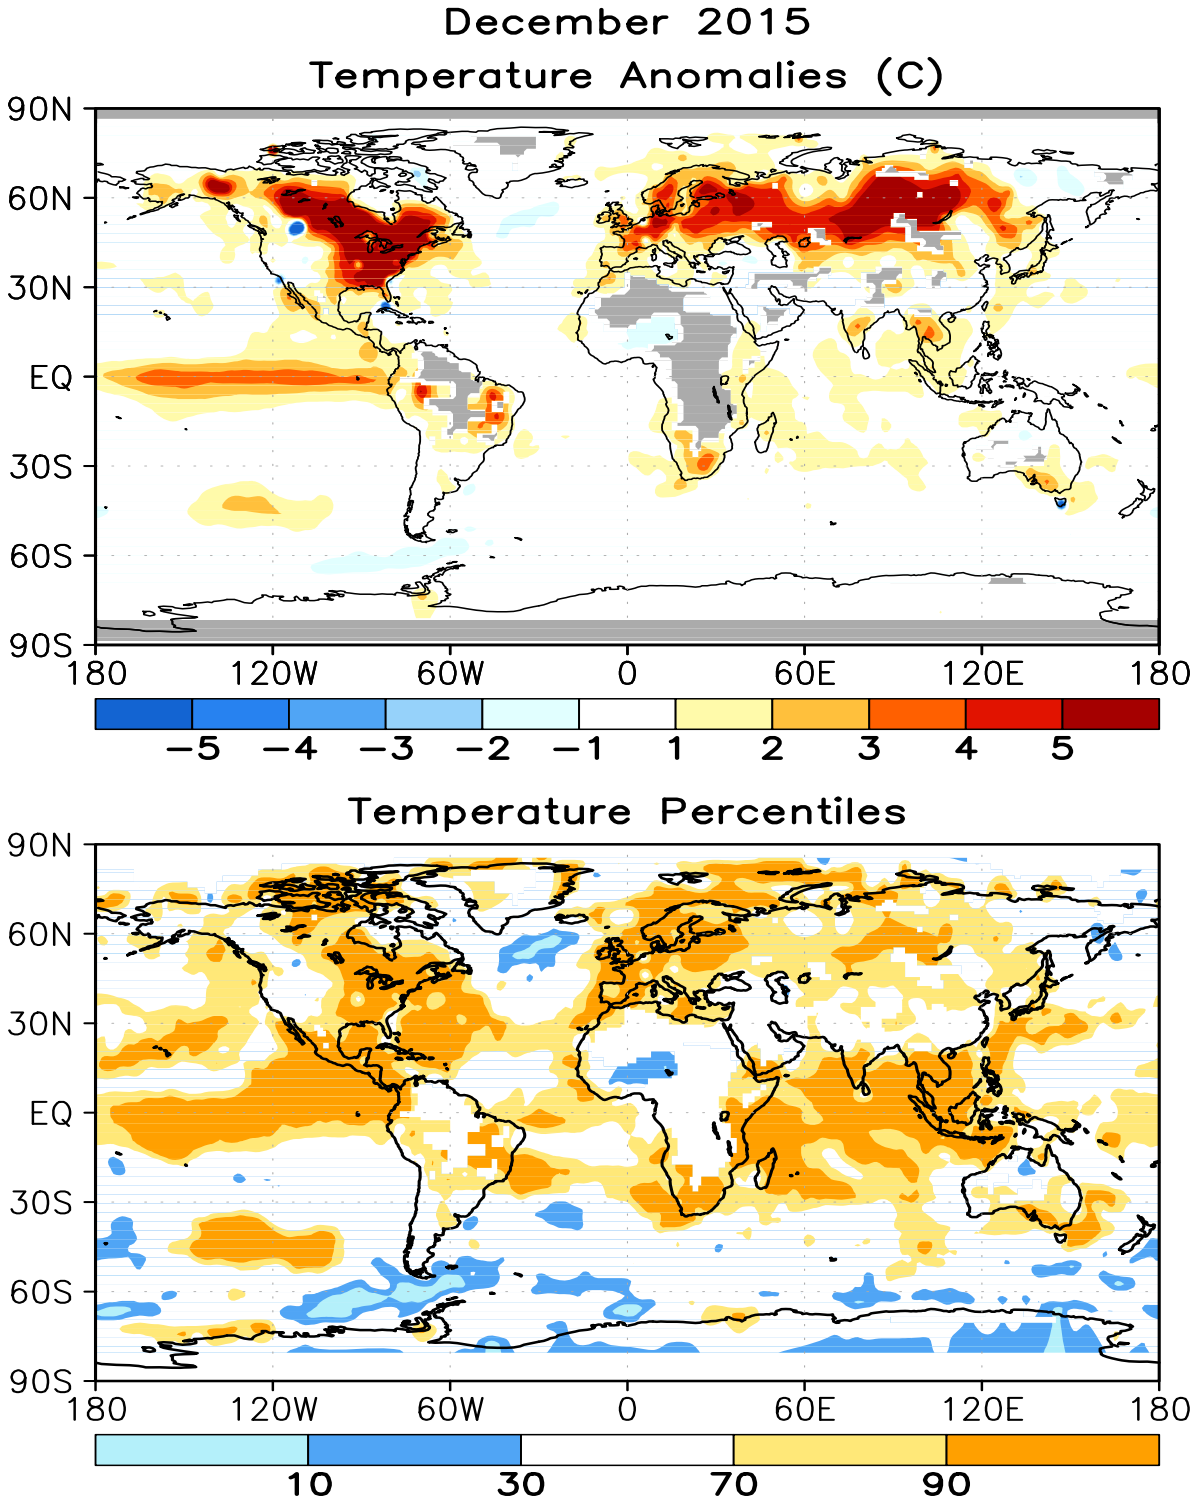 December 2015
Temperature Anomalies (C)
90N
60N
30N
EQ
30S
60S
90S
180 120W 60W 0 60E 120E 180
−5 −4 −3 −2 −1 1 2 3 4 5
Temperature Percentiles
90N
60N
30N
EQ
30S
60S
90S
180 120W 60W 0 60E 120E 180
10 30 70 90